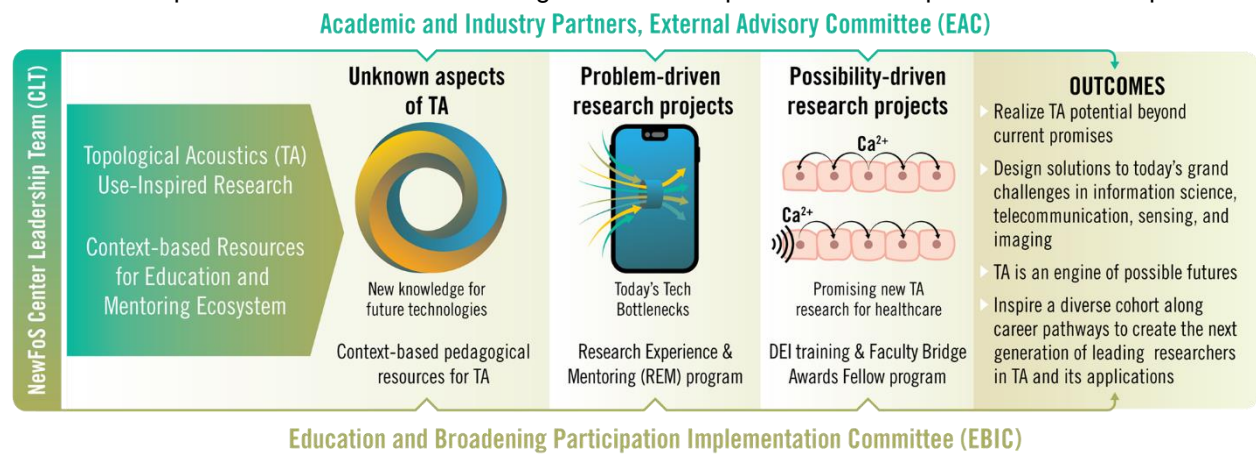 Academic and Industry Partners, External Advisory Committee (EAC)
NewFoS Center Leadership Team (CLT)
Topological Acoustics (TA)
Use-Inspired Research
Context-based Resources
for Education and
Mentoring Ecosystem
Unknown aspects
of TA
New knowledge for
future technologies
Context-based pedagogical
resources for TA
Problem-driven
research projects
Today's Tech
Bottlenecks
Research Experience &
Mentoring (REM) program
Possibility-driven
research projects
Ca²⁺
Ca²⁺
Promising new TA
research for healthcare
DEI training & Faculty Bridge
Awards Fellow program
OUTCOMES
Realize TA potential beyond
current promises
Design solutions to today's grand
challenges in information science,
telecommunication, sensing, and
imaging
TA is an engine of possible futures
Inspire a diverse cohort along
career pathways to create the next
generation of leading researchers
in TA and its applications
Education and Broadening Participation Implementation Committee (EBIC)